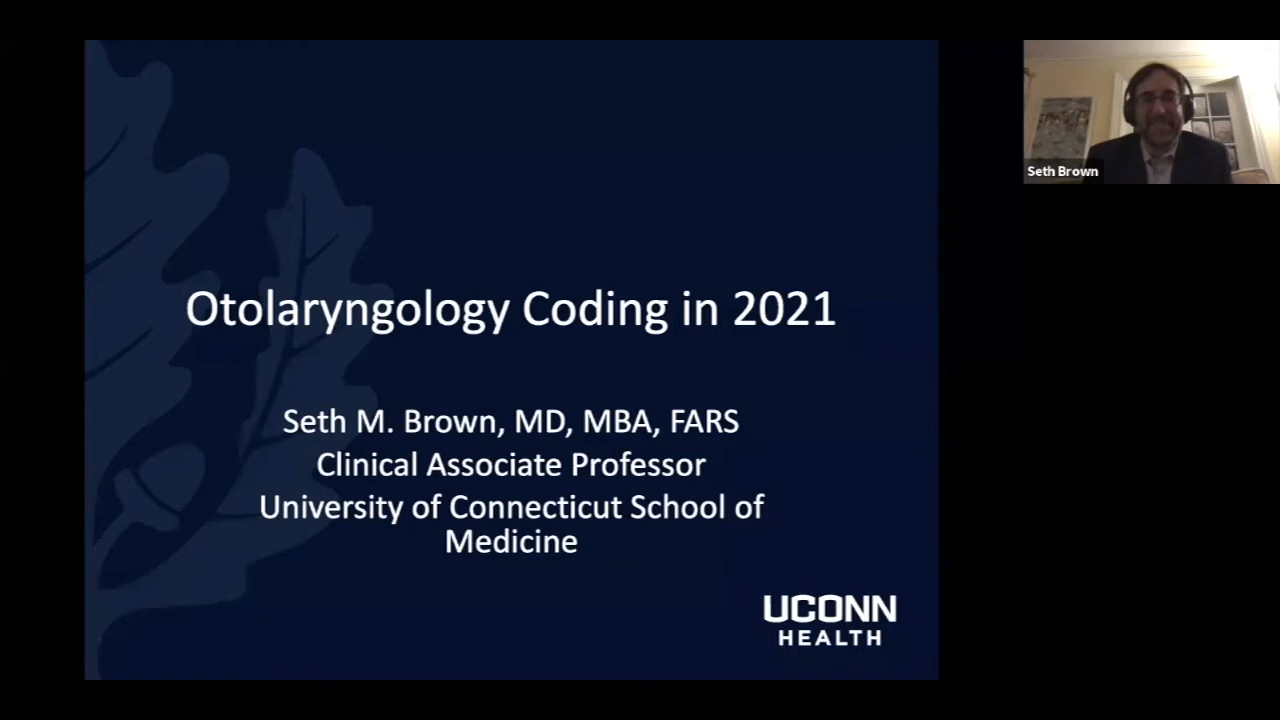 Otolaryngology Coding in 2021
Seth M. Brown, MD, MBA, FARS
Clinical Associate Professor
University of Connecticut School of
Medicine
UCONN
HEALTH
Seth Brown